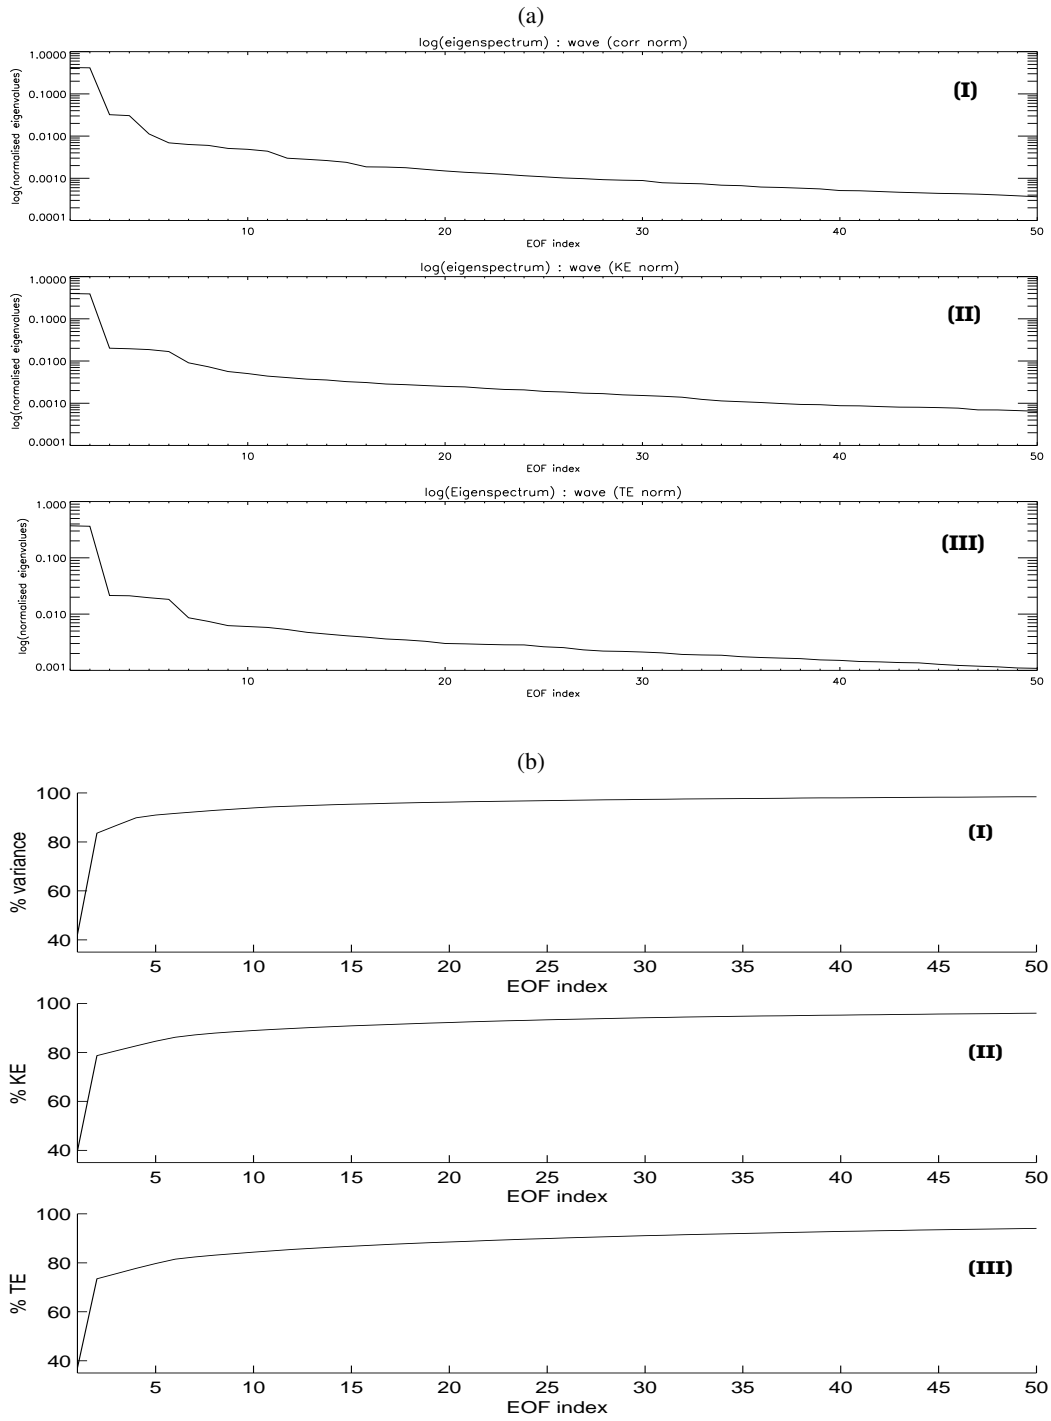 (a)
log(eigenspectrum) : wave (corr norm)
log(normalised eigenvalues)
1.0000
0.1000
0.0100
0.0010
0.0001
(I)
10 20 30 40 50
EOF index
log(eigenspectrum) : wave (KE norm)
log(normalised eigenvalues)
1.0000
0.1000
0.0100
0.0010
0.0001
(II)
10 20 30 40 50
EOF index
log(Eigenspectrum) : wave (TE norm)
log(normalised eigenvalues)
1.000
0.100
0.010
0.001
(III)
10 20 30 40 50
EOF index
(b)
% variance
100
80
60
40
(I)
5 10 15 20 25 30 35 40 45 50
EOF index
% KE
100
80
60
40
(II)
5 10 15 20 25 30 35 40 45 50
EOF index
% TE
100
80
60
40
(III)
5 10 15 20 25 30 35 40 45 50
EOF index